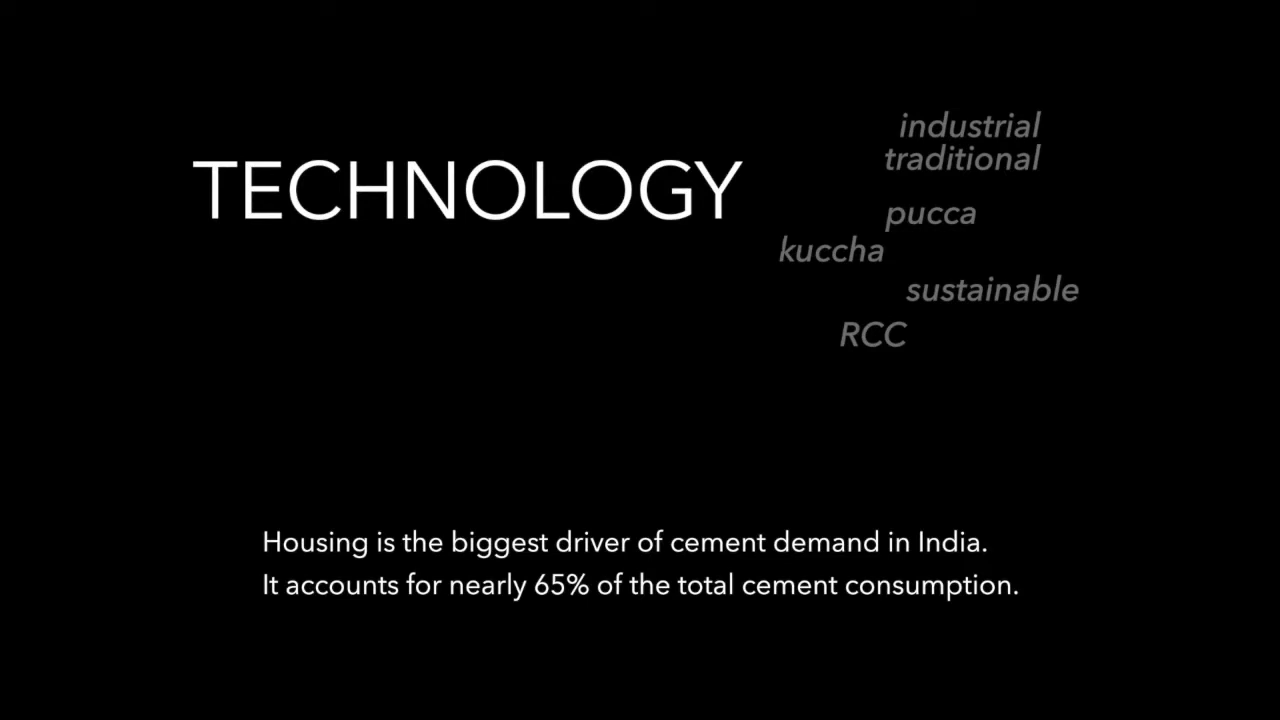 TECHNOLOGY
industrial
traditional
pucca
kuccha
sustainable
RCC
Housing is the biggest driver of cement demand in India.
It accounts for nearly 65% of the total cement consumption.